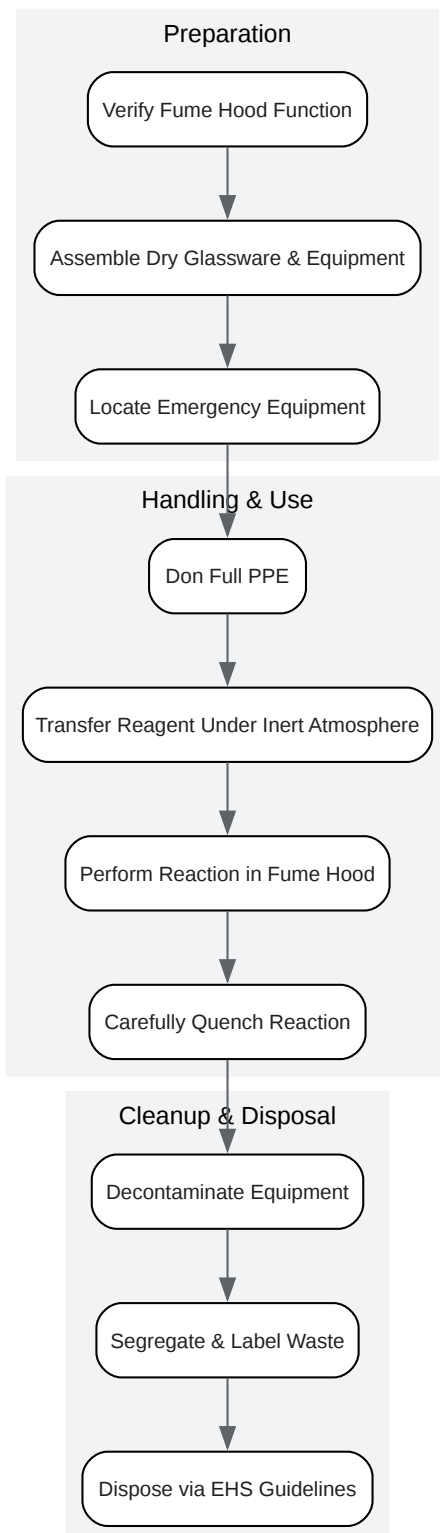 Preparation
Verify Fume Hood Function
Assemble Dry Glassware & Equipment
Locate Emergency Equipment
Handling & Use
Don Full PPE
Transfer Reagent Under Inert Atmosphere
Perform Reaction in Fume Hood
Carefully Quench Reaction
Cleanup & Disposal
Decontaminate Equipment
Segregate & Label Waste
Dispose via EHS Guidelines